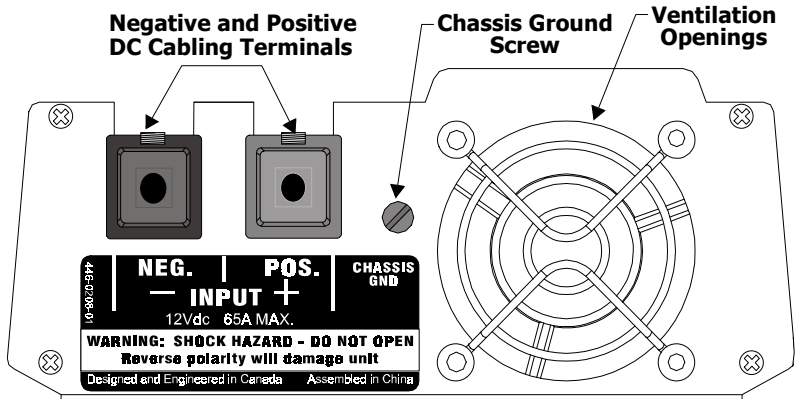 Negative and Positive
DC Cabling Terminals
Chassis Ground
Screw
Ventilation
Openings
NEG. POS. CHASSIS
GND
— INPUT +
12Vdc 65A MAX.
446-0208-01
WARNING: SHOCK HAZARD - DO NOT OPEN
Reverse polarity will damage unit
Designed and Engineered in Canada Assembled in China